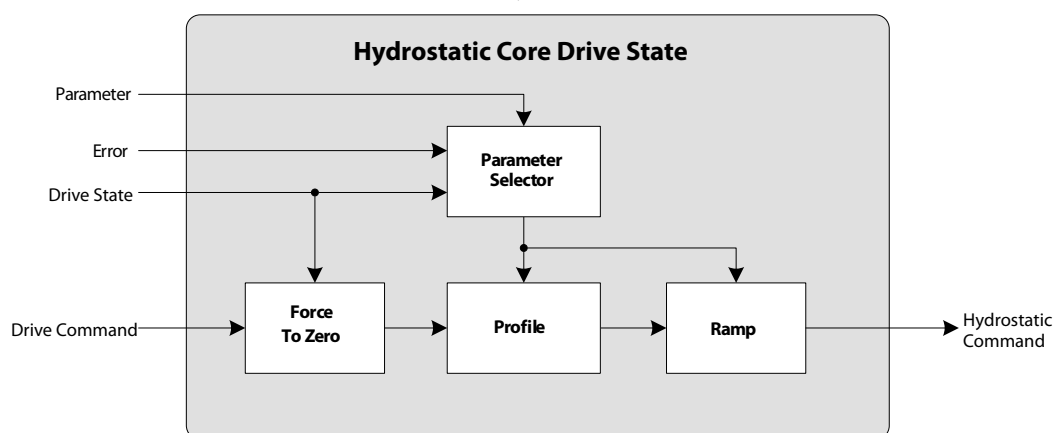 Hydrostatic Core Drive State
Parameter
Error
Drive State
Parameter
Selector
Drive Command
Force
To Zero
Profile
Ramp
Hydrostatic
Command